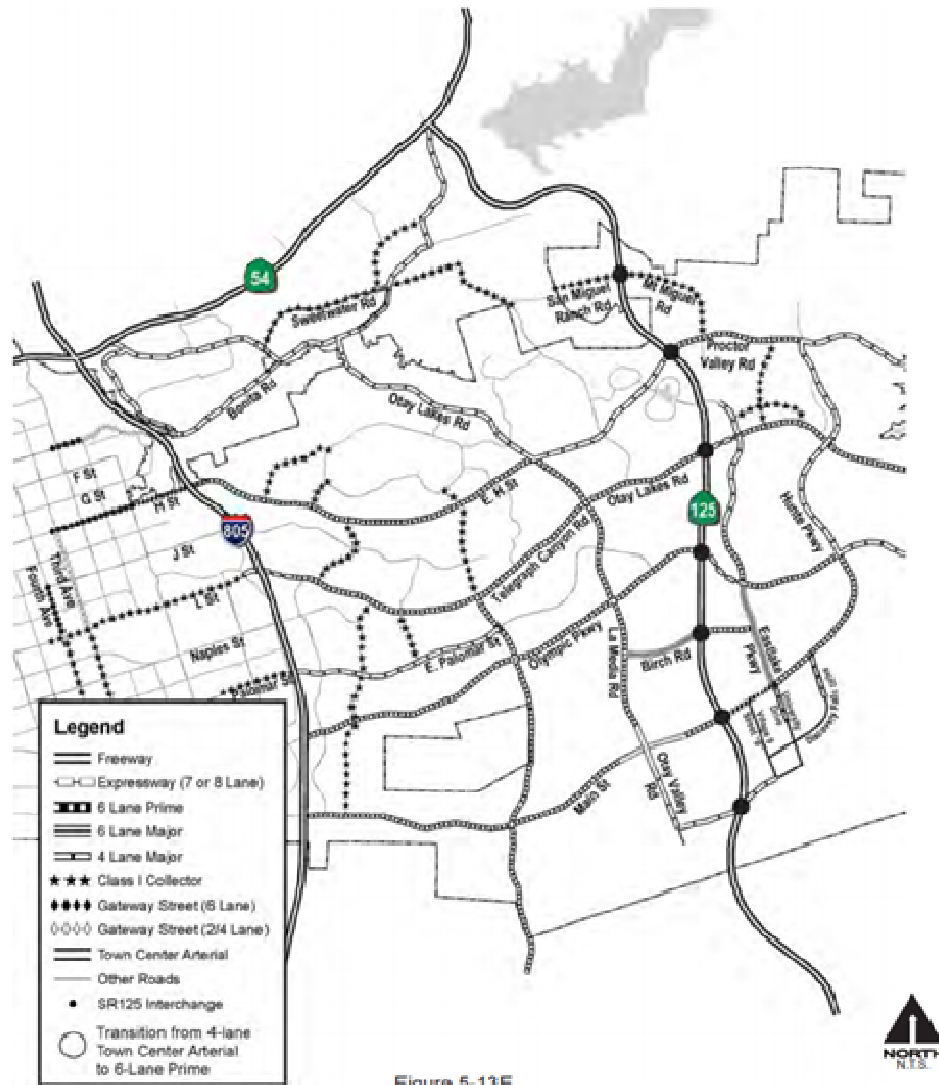 54
Sweetwater Rd
San Miguel
Ranch Rd
Mt Miguel
Rd
Proctor
Valley Rd
Bonita Rd
Otay Lakes Rd
F St
G St
H St
E. H St
Otay Lakes Rd
125
Hunte Pkwy
805
J St
Telegraph Canyon Rd
Third Ave
Fourth Ave
L St
Naples St
E. Palomar St
Olympic Pkwy
La Media Rd
Birch Rd
Eastlake
Pkwy
Palomar St
Main St
Otay Valley
Rd
Legend
Freeway
Expressway (7 or 8 Lane)
6 Lane Prime
6 Lane Major
4 Lane Major
Class I Collector
Gateway Street (6 Lane)
Gateway Street (2/4 Lane)
Town Center Arterial
Other Roads
SR125 Interchange
Transition from 4-lane
Town Center Arterial
to 6-Lane Prime
NORTH
N.T.S.
Figure 5-13E